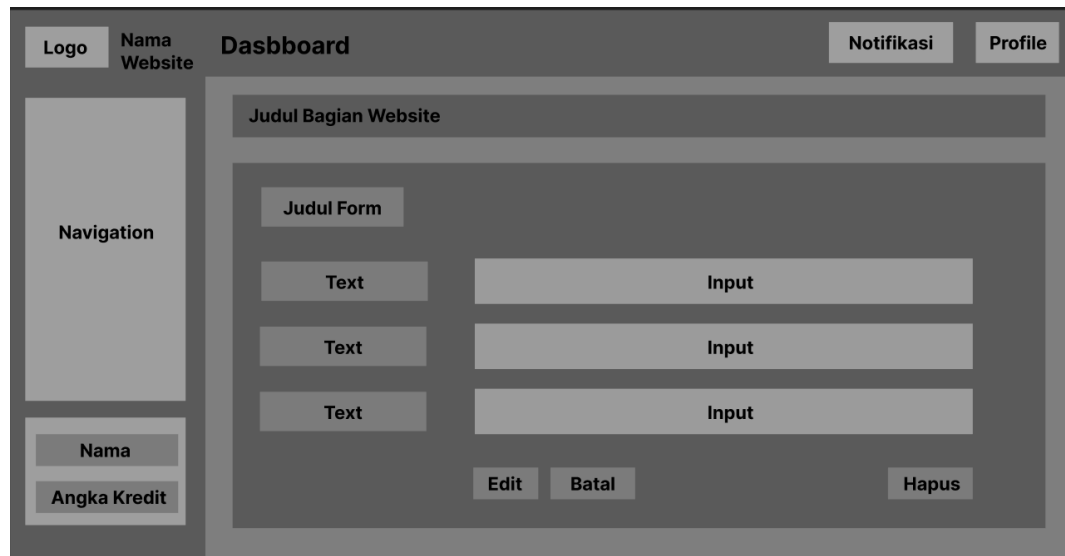 Logo
Nama
Website
Dasbboard
Notifikasi
Profile
Judul Bagian Website
Navigation
Judul Form
Text
Input
Text
Input
Text
Input
Nama
Angka Kredit
Edit
Batal
Hapus